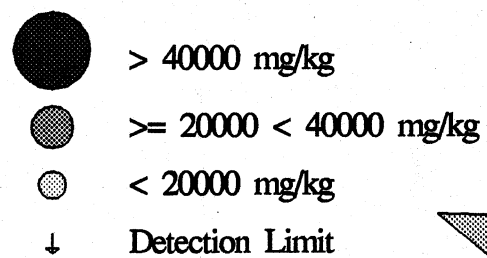 > 40000 mg/kg
>= 20000 < 40000 mg/kg
< 20000 mg/kg
↓ Detection Limit